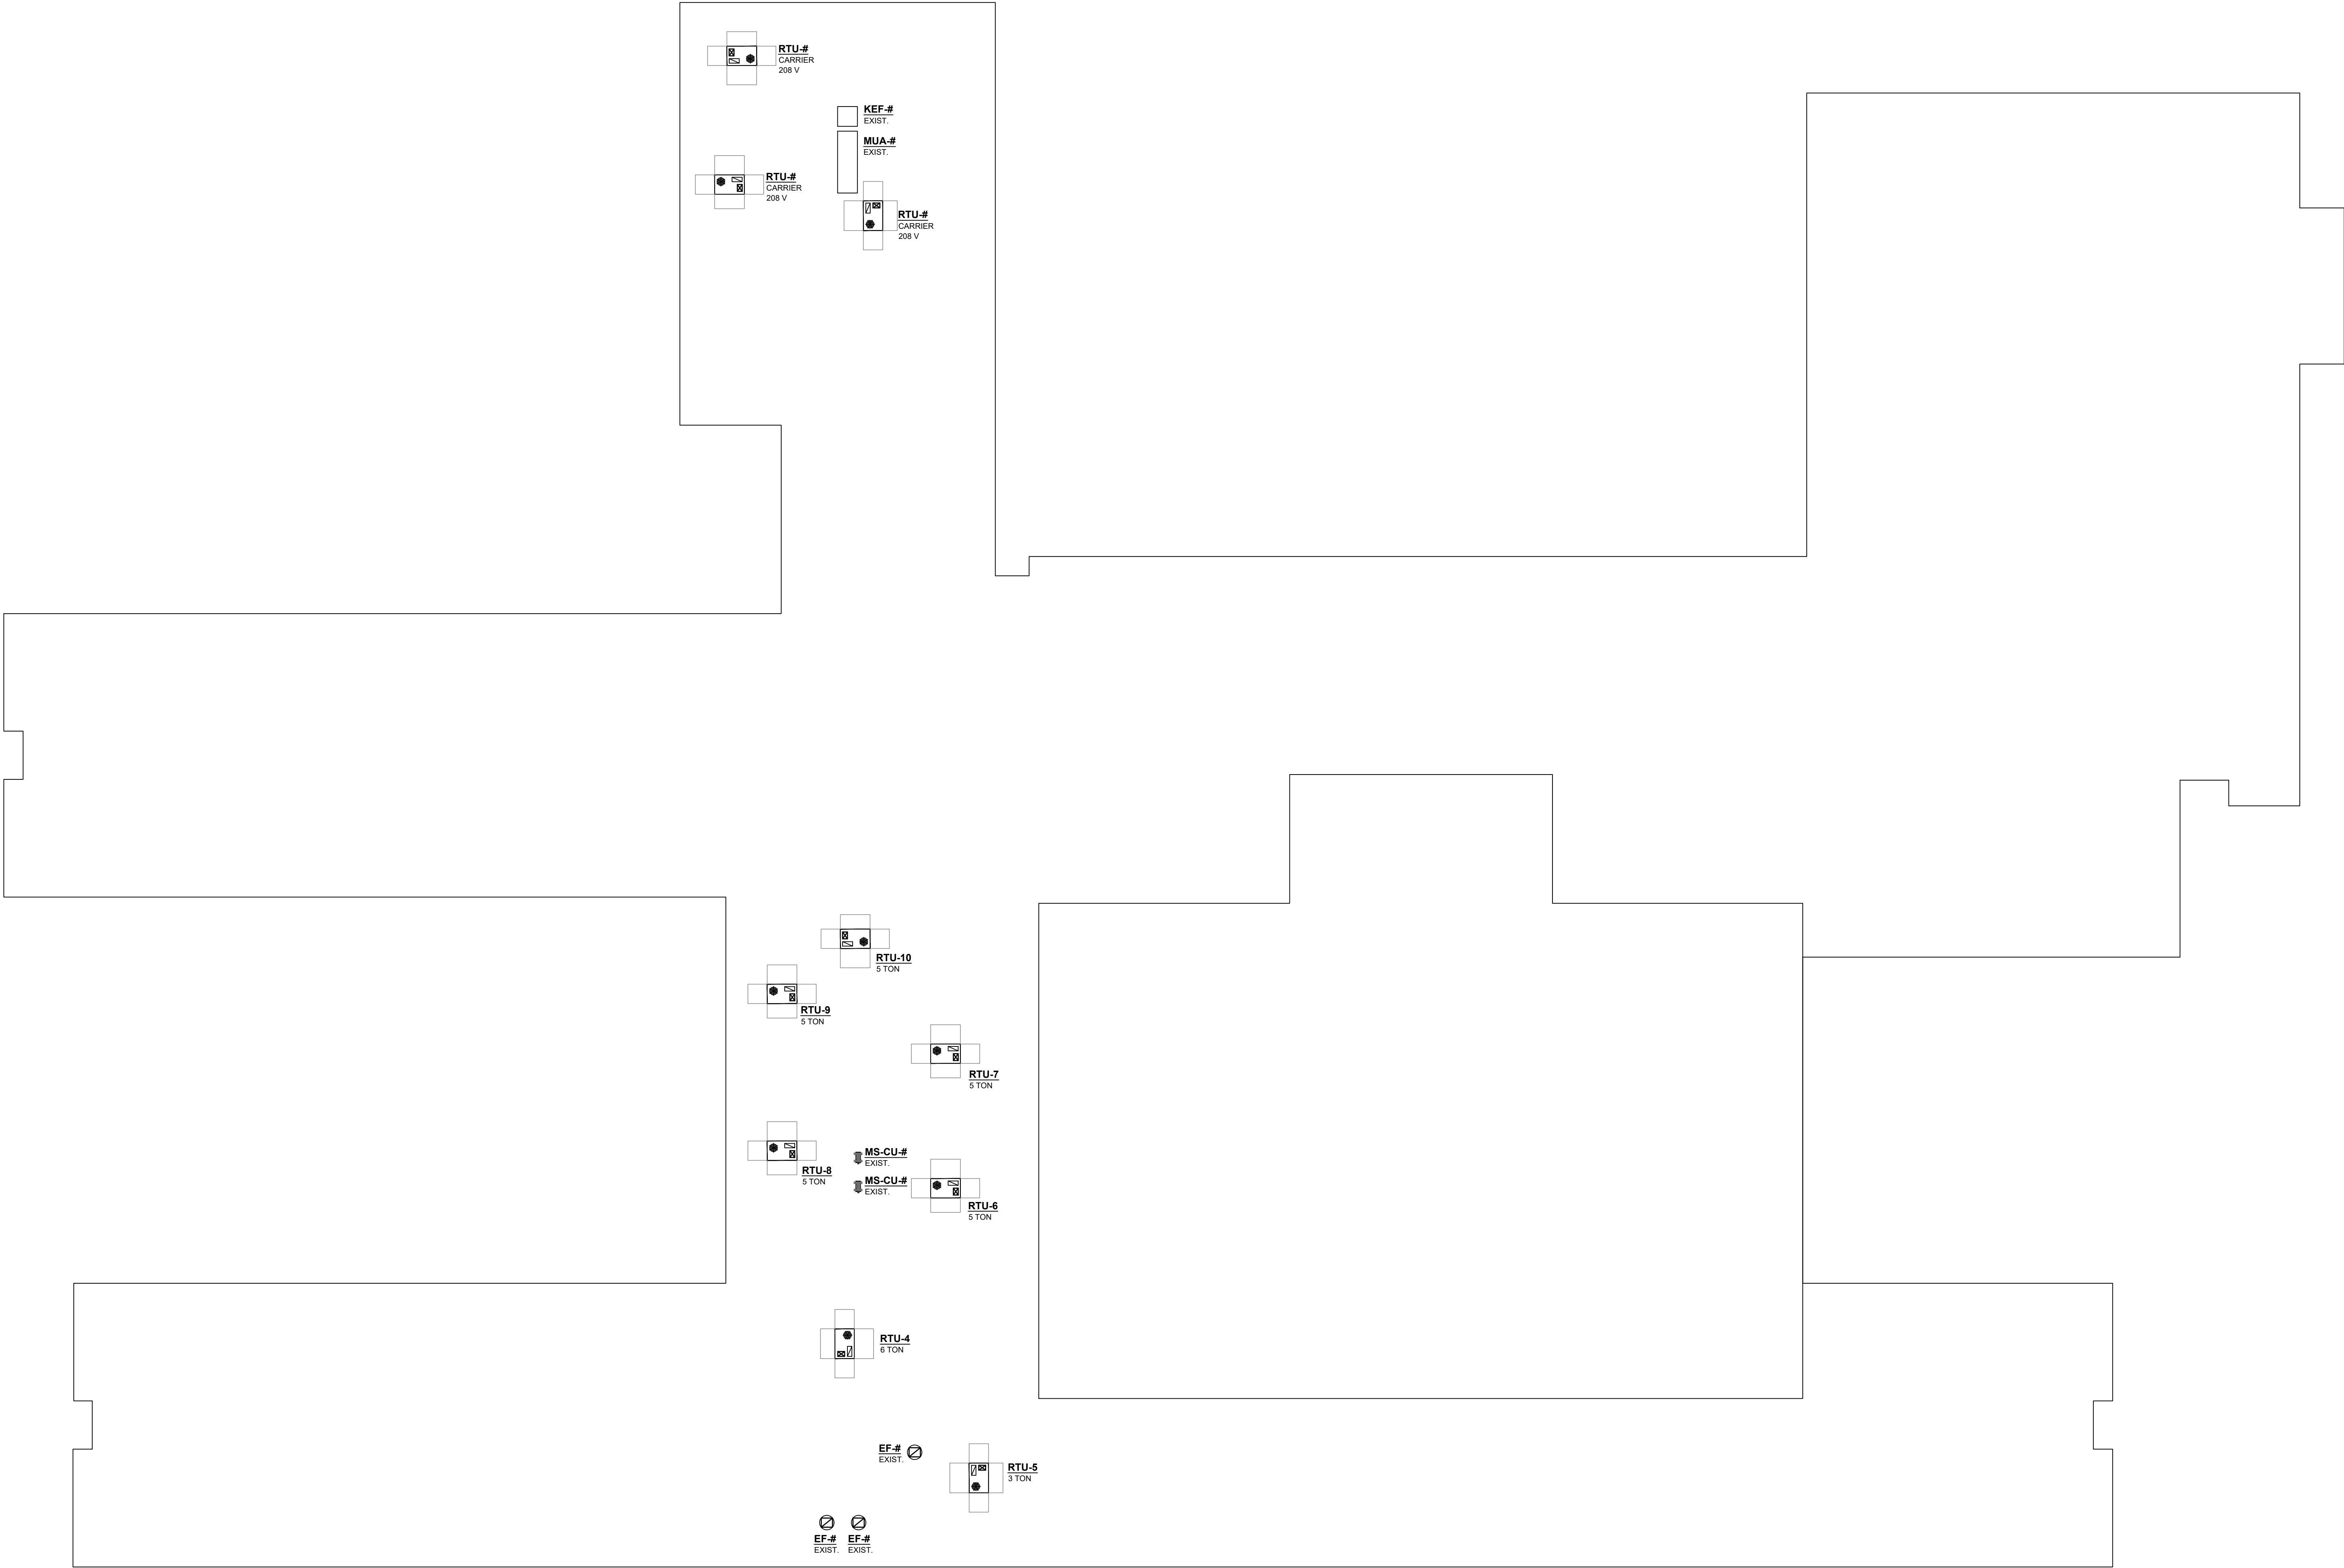 RTU-#
CARRIER
208 V
KEF-#
EXIST.
MUA-#
EXIST.
RTU-#
CARRIER
208 V
RTU-#
CARRIER
208 V
RTU-10
5 TON
RTU-9
5 TON
RTU-7
5 TON
MS-CU-#
EXIST.
RTU-8
5 TON
MS-CU-#
EXIST.
RTU-6
5 TON
RTU-4
6 TON
EF-#
EXIST.
RTU-5
3 TON
EF-#
EXIST.
EF-#
EXIST.